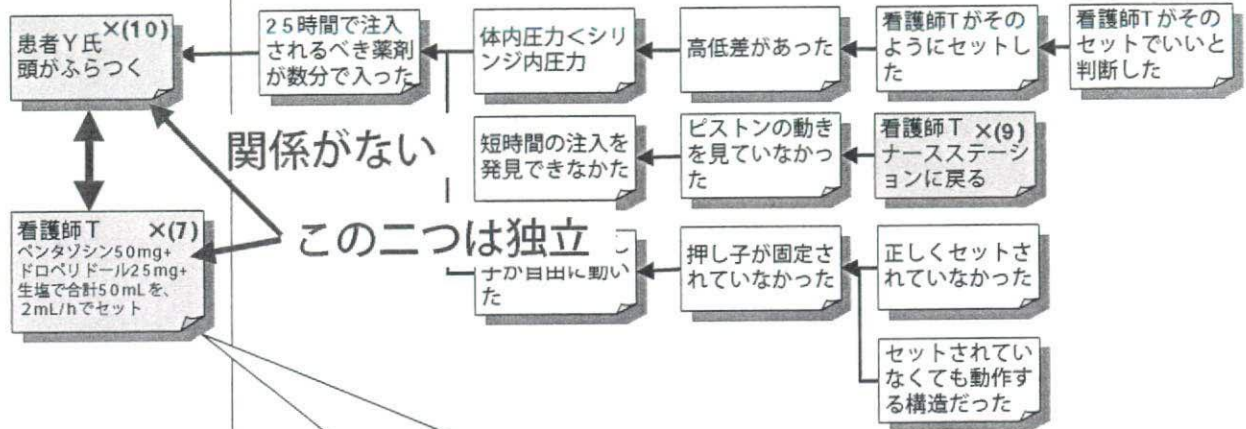 患者Y氏 ×(10)
頭がふらつく
25時間で注入
されるべき薬剤
が数分で入った
体内圧力<シリ
ンジ内圧力
高低差があった
看護師Tがその
ようにセットし
た
看護師Tがその
セットでいいと
判断した
関係がない
短時間の注入を
発見できなかた
ピストンの動き
を見ていなかっ
た
看護師T ×(9)
ナースステーシ
ョンに戻る
看護師T ×(7)
ペンタゾシン50mg+
ドロペリドール25mg+
生塩で合計50mLを、
2mL/hでセット
この二つは独立
し
子が自由に動い
た
押し子が固定さ
れていなかった
正しくセットさ
れていなかった
セットされてい
なくても動作す
る構造だった